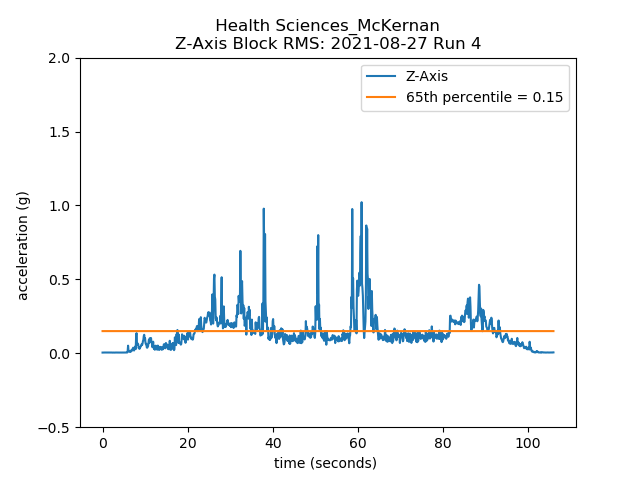 Health Sciences_McKernan
Z-Axis Block RMS: 2021-08-27 Run 4
Z-Axis
65th percentile = 0.15
acceleration (g)
2.0
1.5
1.0
0.5
0.0
−0.5
0 20 40 60 80 100
time (seconds)